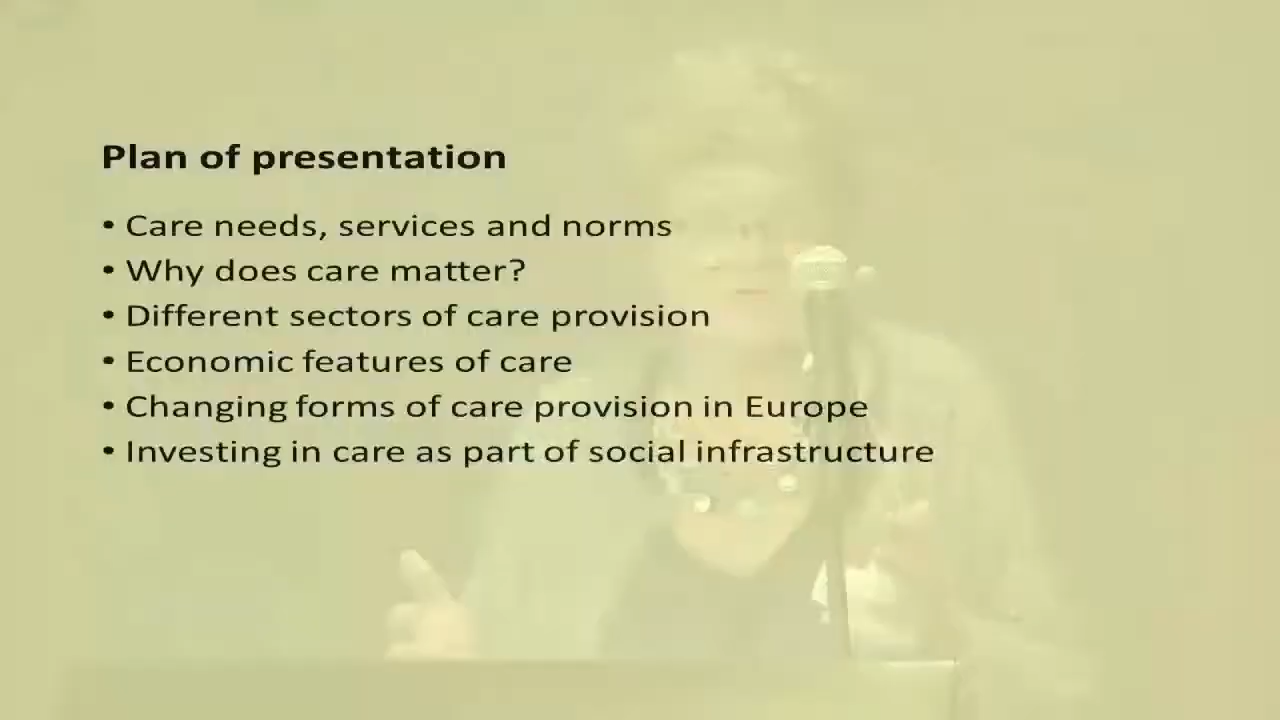 Plan of presentation
• Care needs, services and norms
• Why does care matter?
• Different sectors of care provision
• Economic features of care
• Changing forms of care provision in Europe
• Investing in care as part of social infrastructure